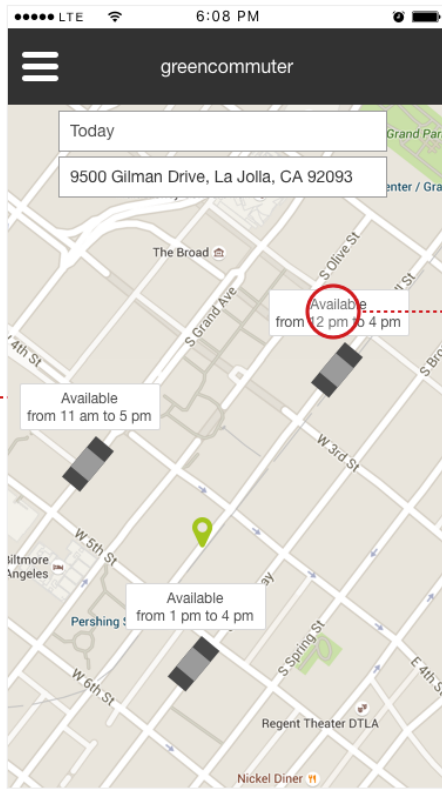 LTE
6:08 PM
greencommuter
Today
9500 Gilman Drive, La Jolla, CA 92093
Grand Par
enter / Gra
The Broad
S Olive St
S Grand Ave
Available
from 12 pm to 4 pm
4th St
S Bro
Available
from 11 am to 5 pm
W 3rd St
W 5th St
Biltmore
Angeles
Available
from 1 pm to 4 pm
Pershing S
S Spring St
E 4th St
W 6th St
Regent Theater DTLA
Nickel Diner